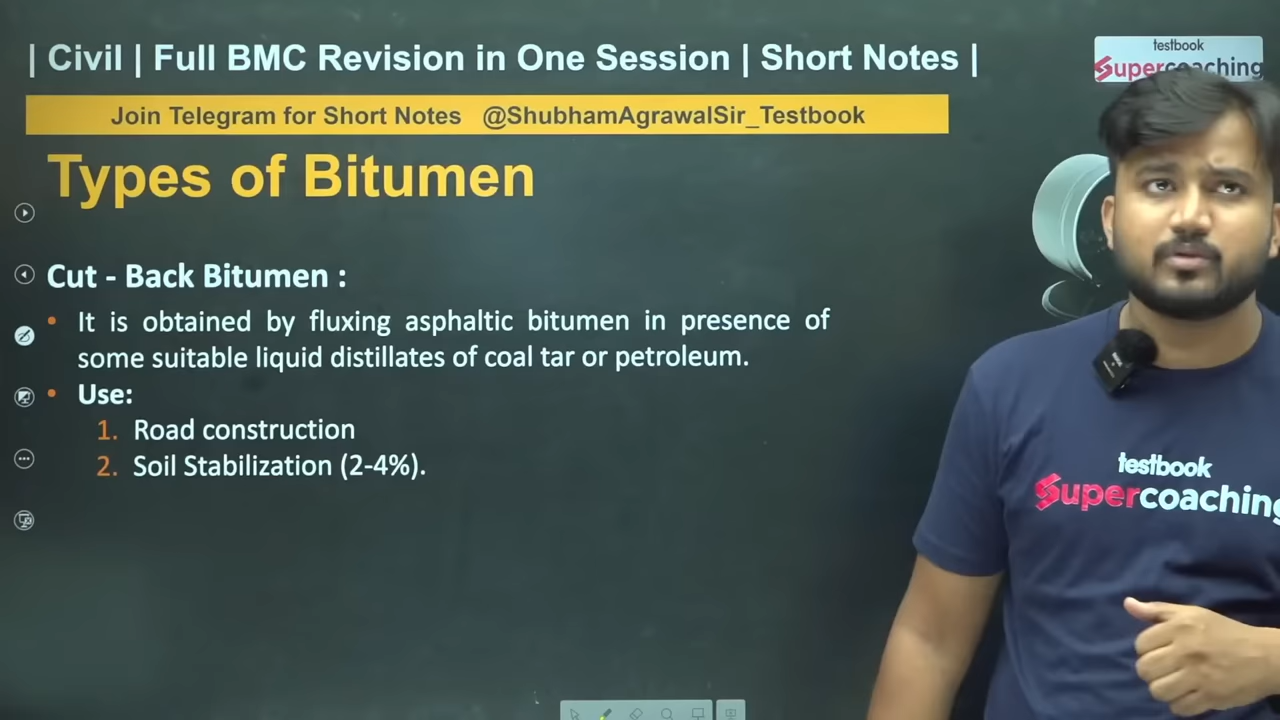 | Civil | Full BMC Revision in One Session | Short Notes |
testbook
Supercoaching
Join Telegram for Short Notes @ShubhamAgrawalSir_Testbook
Types of Bitumen
Cut - Back Bitumen :
• It is obtained by fluxing asphaltic bitumen in presence of
some suitable liquid distillates of coal tar or petroleum.
• Use:
1. Road construction
2. Soil Stabilization (2-4%).
testbook
Supercoaching